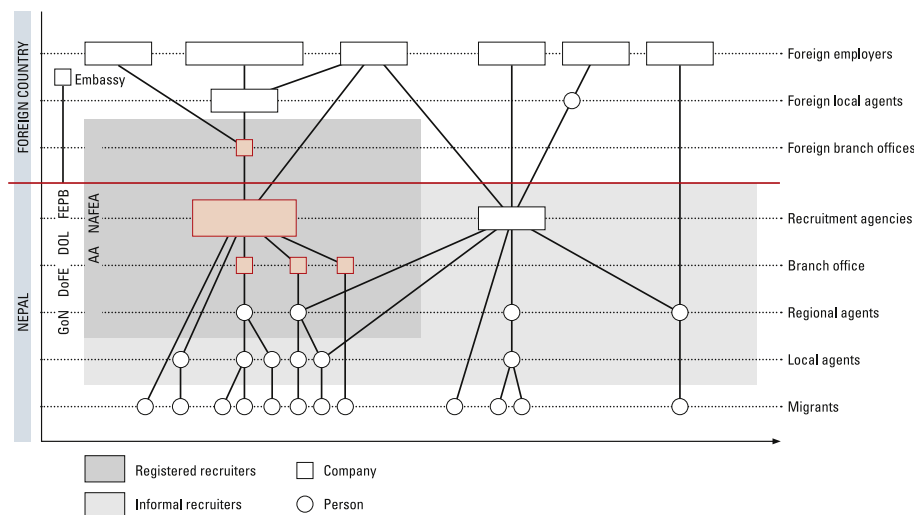 FOREIGN COUNTRY
NEPAL
Embassy
GoN DoFE DOL FEPB
AA NAFEA
Foreign employers
Foreign local agents
Foreign branch offices
Recruitment agencies
Branch office
Regional agents
Local agents
Migrants
Registered recruiters
Company
Informal recruiters
Person